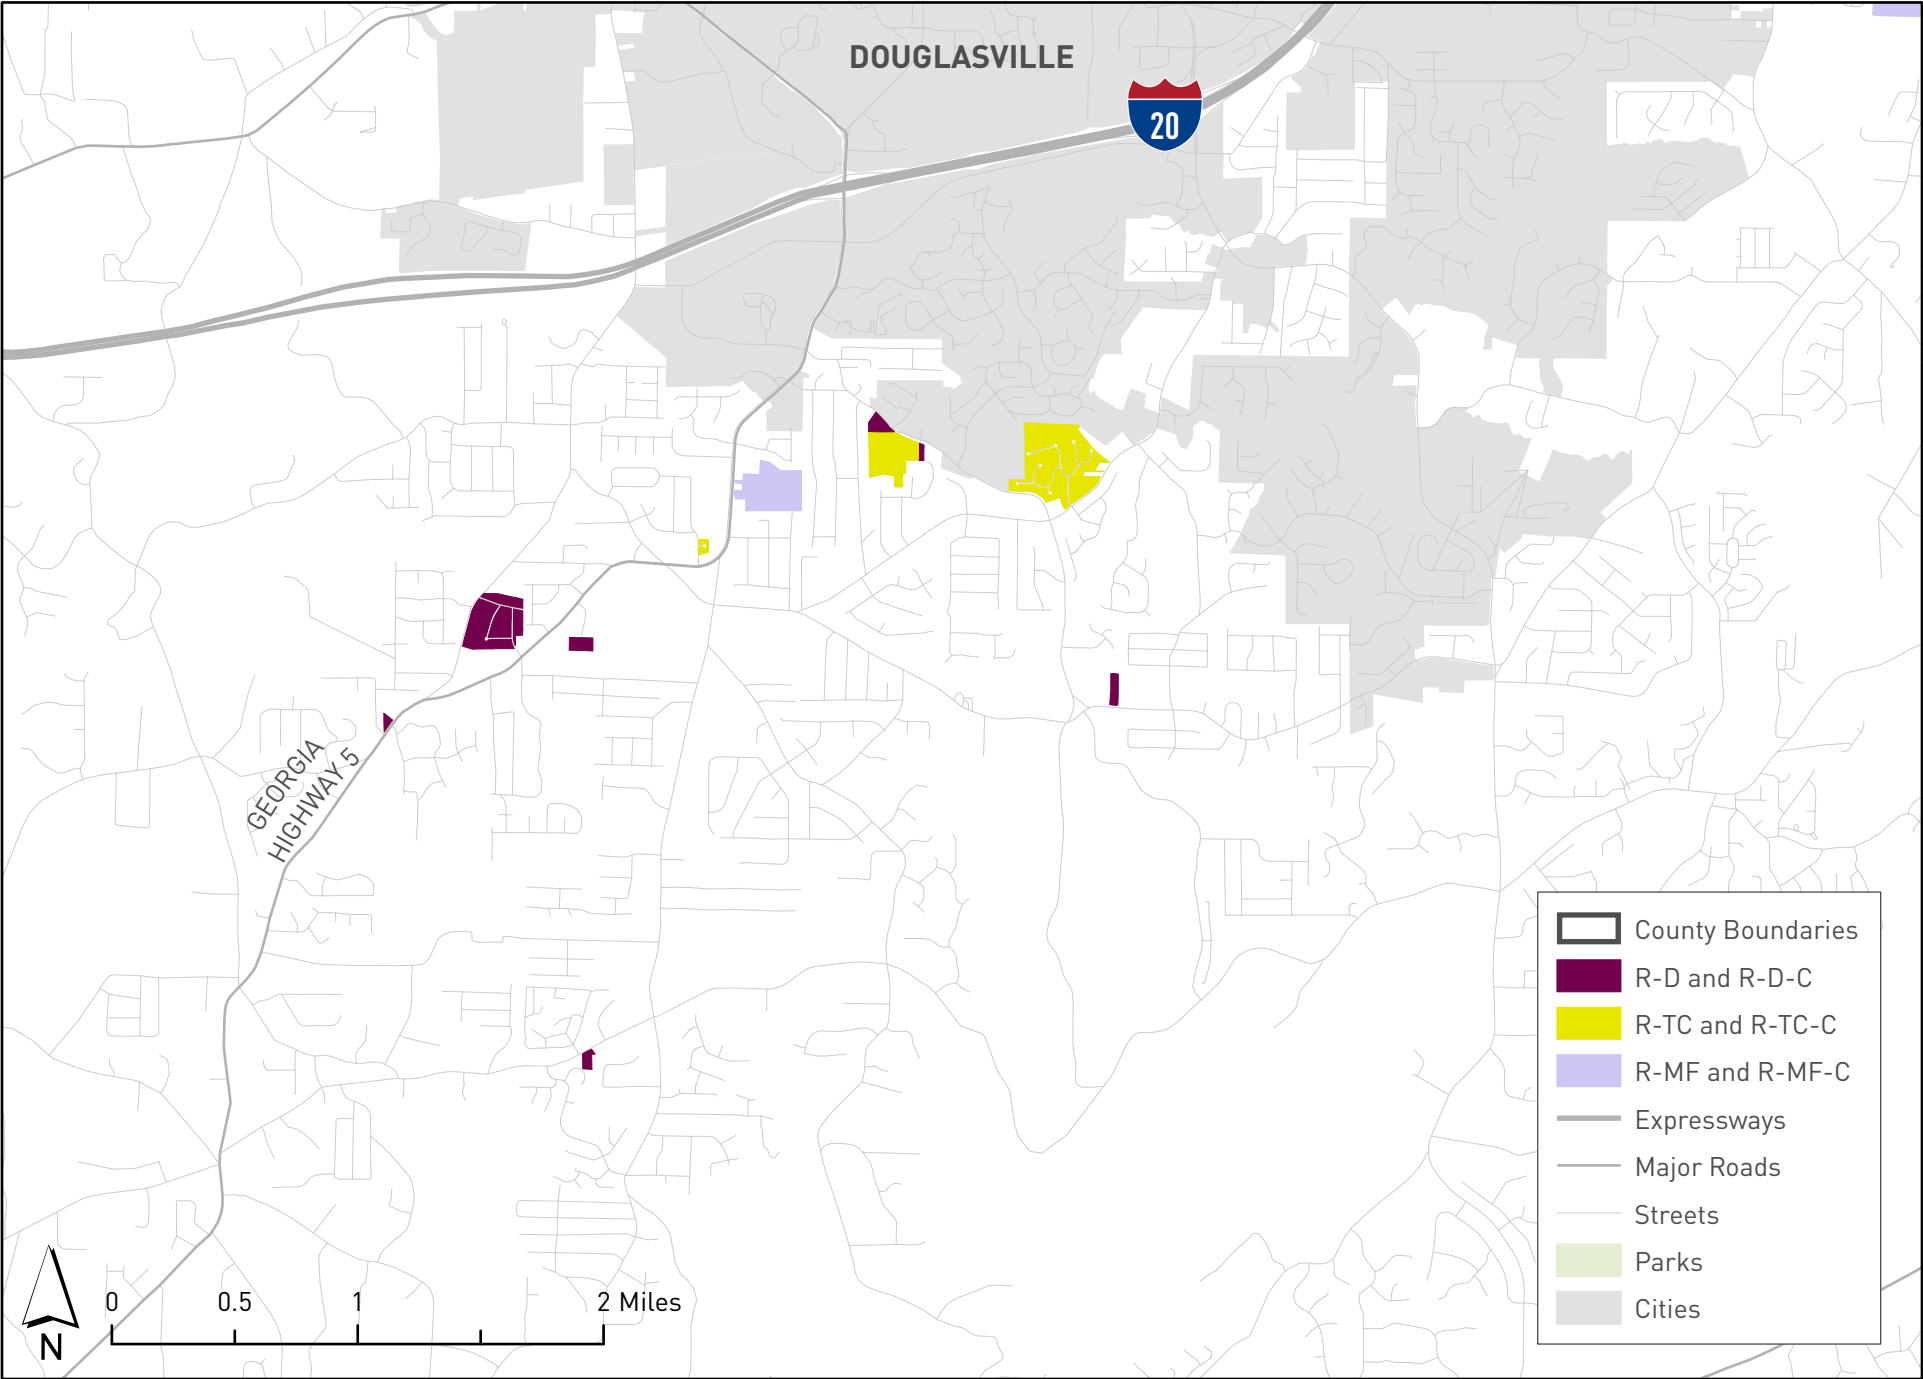 DOUGLASVILLE
20
GEORGIA
HIGHWAY 5
County Boundaries
R-D and R-D-C
R-TC and R-TC-C
R-MF and R-MF-C
Expressways
Major Roads
Streets
Parks
Cities
0 0.5 1 2 Miles
N